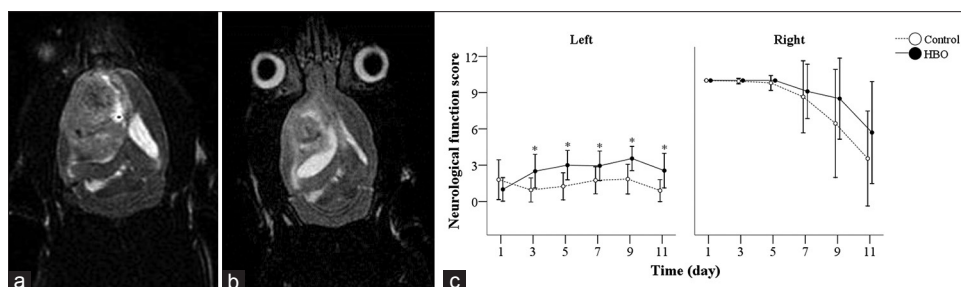 a
b
c
Left
Right
Control
HBO
Neurological function score
12
9
6
3
0
* * * * *
1 3 5 7 9 11
1 3 5 7 9 11
Time (day)